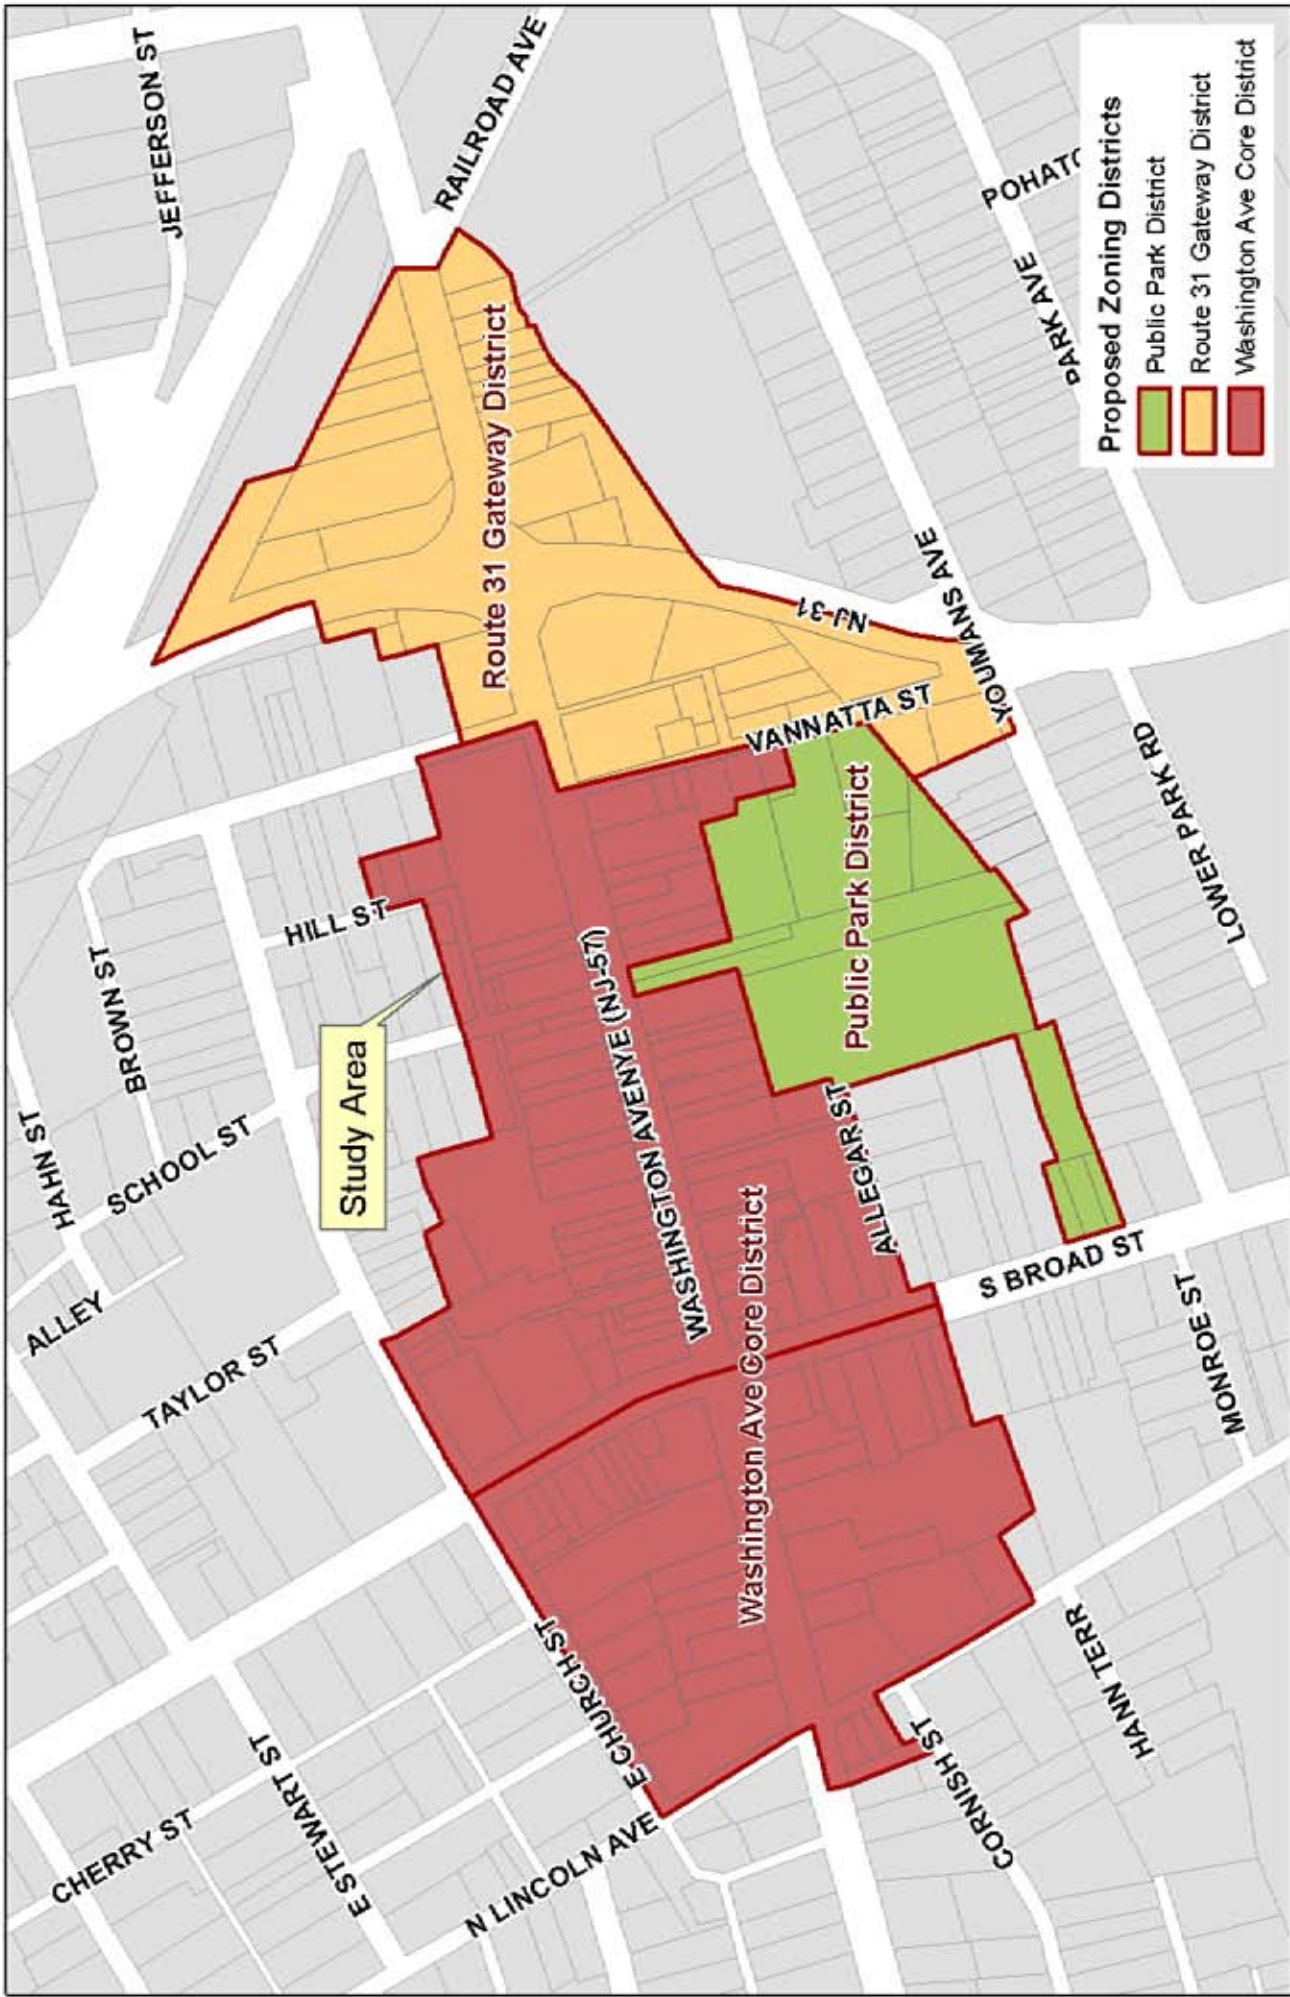 JEFFERSON ST
RAILROAD AVE
HILL ST
BROWN ST
HAHN ST
SCHOOL ST
ALLEY
TAYLOR ST
Study Area
Route 31 Gateway District
NJ 31
VANNATTA ST
YOUMANS AVE
PARK AVE
LOWER PARK RD
Public Park District
WASHINGTON AVENYE (NJ-57)
ALLEGAR ST
Washington Ave Core District
S BROAD ST
MONROE ST
CHERRY ST
E STEWART ST
E CHURCH ST
N LINCOLN AVE
CORNISH ST
HANN TERR
POHATC
Proposed Zoning Districts
Public Park District
Route 31 Gateway District
Washington Ave Core District